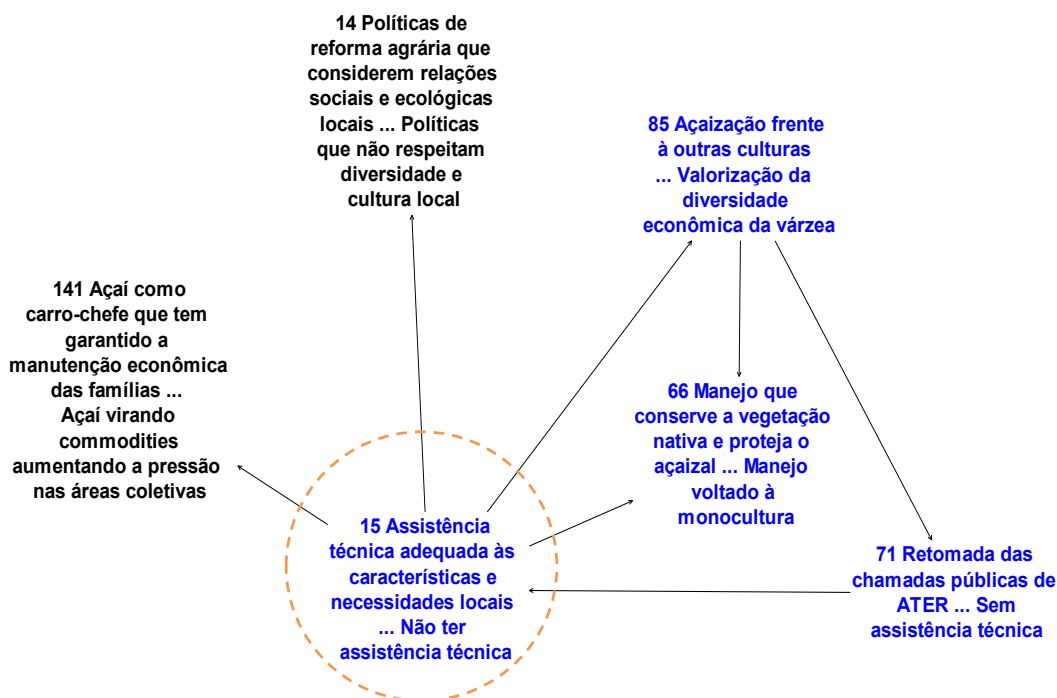 14 Políticas de
reforma agrária que
considerem relações
sociais e ecológicas
locais ... Políticas
que não respeitam
diversidade e
cultura local
85 Açaização frente
à outras culturas
... Valorização da
diversidade
econômica da várzea
141 Açaí como
carro-chefe que tem
garantido a
manutenção econômica
das famílias ...
Açaí virando
commodities
aumentando a pressão
nas áreas coletivas
66 Manejo que
conserve a vegetação
nativa e proteja o
açaizal ... Manejo
voltado à
monocultura
15 Assistência
técnica adequada às
características e
necessidades locais
... Não ter
assistência técnica
71 Retomada das
chamadas públicas de
ATER ... Sem
assistência técnica